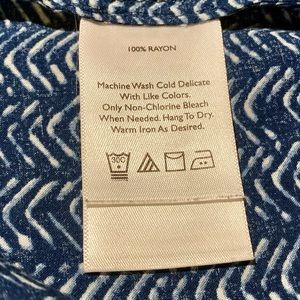 100% RAYON
Machine Wash Cold Delicate
With Like Colors.
Only Non-Chlorine Bleach
When Needed. Hang To Dry.
Warm Iron As Desired.